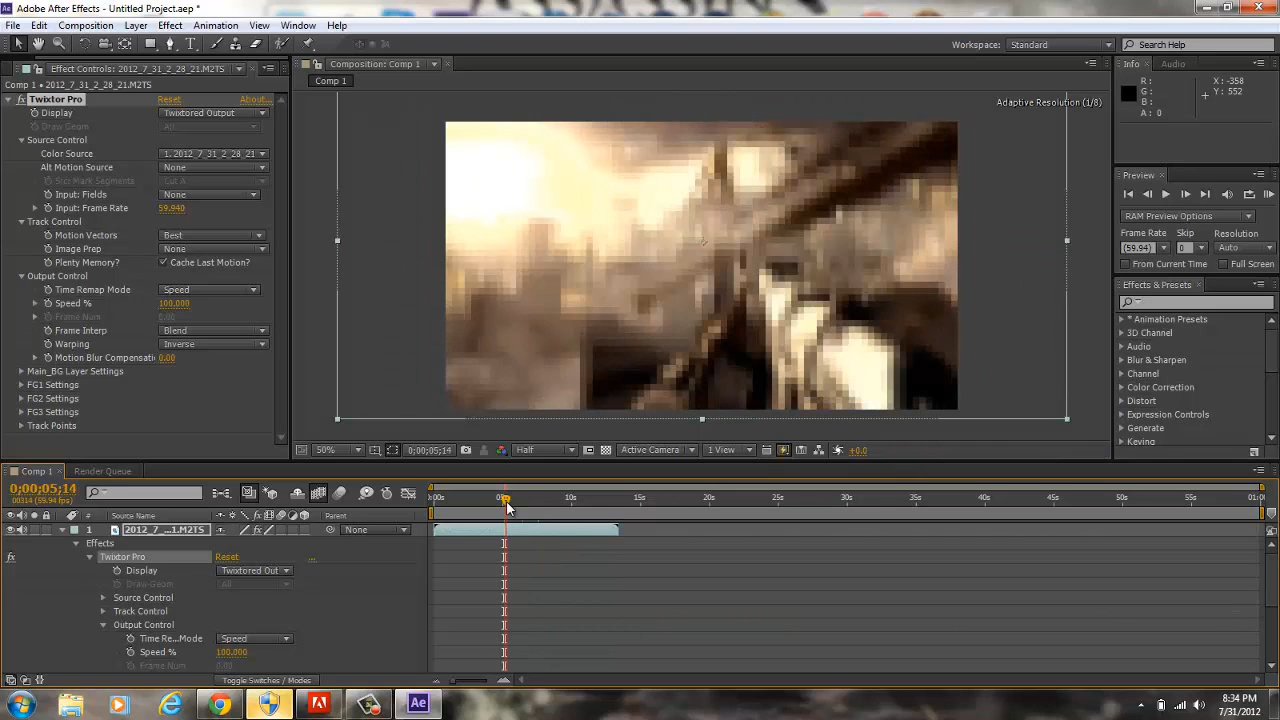 Adobe After Effects - Untitled Project.aep *
File Edit Composition Layer Effect Animation View Window Help
Workspace: Standard Search Help
Effect Controls: 2012_7_31_2_28_21.M2TS
Composition: Comp 1
Info Audio
Comp 1 • 2012_7_31_2_28_21.M2TS
Comp 1
Twixtor Pro Reset About...
Adaptive Resolution (1/8)
R: X: -358
G: Y: 552
B:
A: 0
Display Twixtored Output
Draw Geom All
Source Control
Color Source 1. 2012_7_31_2_28_21
Alt Motion Source None
Srcr Mark Segments Cut A
Input: Fields None
Input: Frame Rate 59.940
Track Control
Motion Vectors Best
Image Prep None
Plenty Memory? Cache Last Motion?
Output Control
Time Remap Mode Speed
Speed % 100.000
Frame Num 0.00
Frame Interp Blend
Warping Inverse
Motion Blur Compensati 0.00
Main_BG Layer Settings
FG1 Settings
FG2 Settings
FG3 Settings
Track Points
Preview
RAM Preview Options
Frame Rate Skip Resolution
(59.94) 0 Auto
From Current Time Full Screen
Effects & Presets
* Animation Presets
3D Channel
Audio
Blur & Sharpen
Channel
Color Correction
Distort
Expression Controls
Generate
Keying
50% 0;00;05;14 Half Active Camera 1 View +0.0
Comp 1 Render Queue
0;00;05;14
00314 (59.94 fps)
0:00s 10s 15s 20s 25s 30s 35s 40s 45s 50s 55s 01:0
# Source Name Parent
1 2012_7_...1.M2TS None
Effects
Twixtor Pro Reset ...
Display Twixtored Out
Draw Geom All
Source Control
Track Control
Output Control
Time Re...Mode Speed
Speed % 100.000
Frame Num 0.00
Toggle Switches / Modes
8:34 PM
7/31/2012